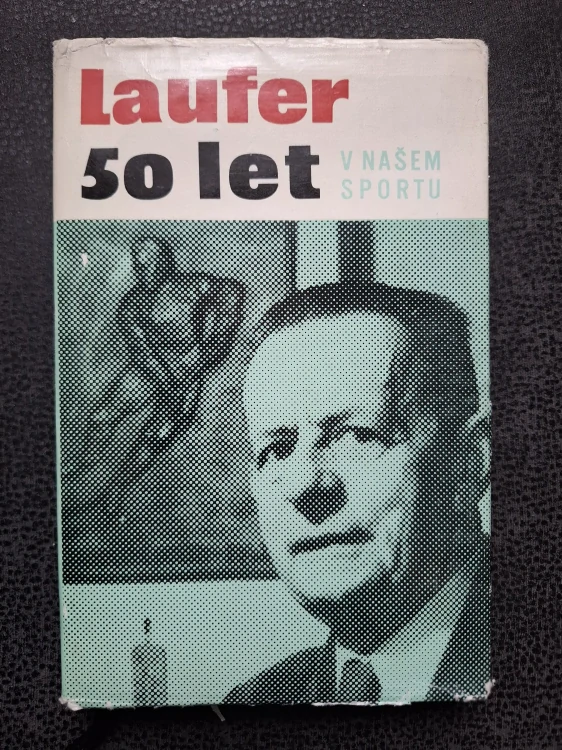 laufer
50 let
V NAŠEM
SPORTU